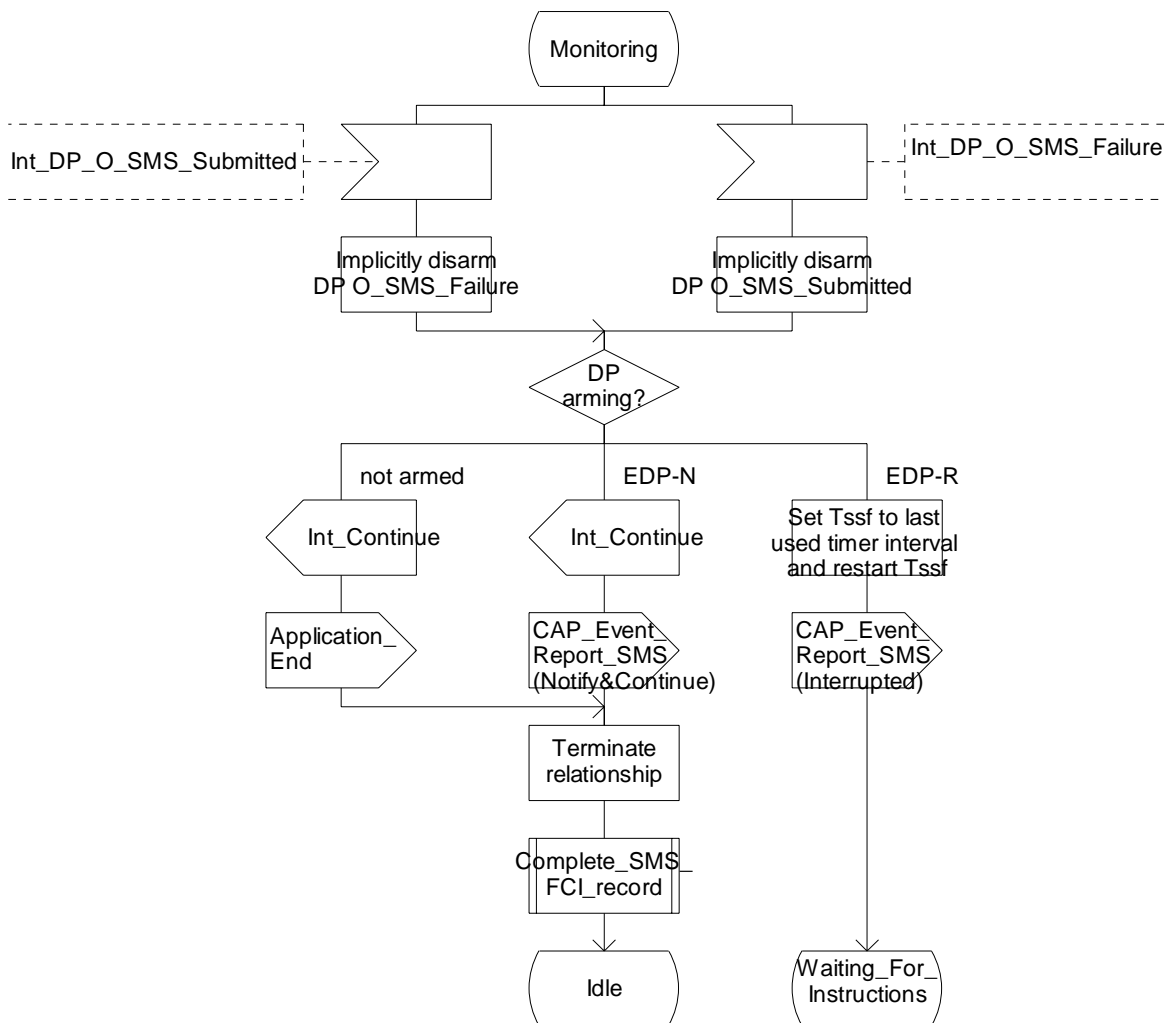 Monitoring
Int_DP_O_SMS_Submitted
Int_DP_O_SMS_Failure
Implicitly disarm
DP O_SMS_Failure
Implicitly disarm
DP O_SMS_Submitted
DP
arming?
not armed
EDP-N
EDP-R
Int_Continue
Int_Continue
Set Tssf to last
used timer interval
and restart Tssf
Application_
End
CAP_Event_
Report_SMS
(Notify&Continue)
CAP_Event_
Report_SMS
(Interrupted)
Terminate
relationship
Complete_SMS_
FCI_record
Idle
Waiting_For_
Instructions